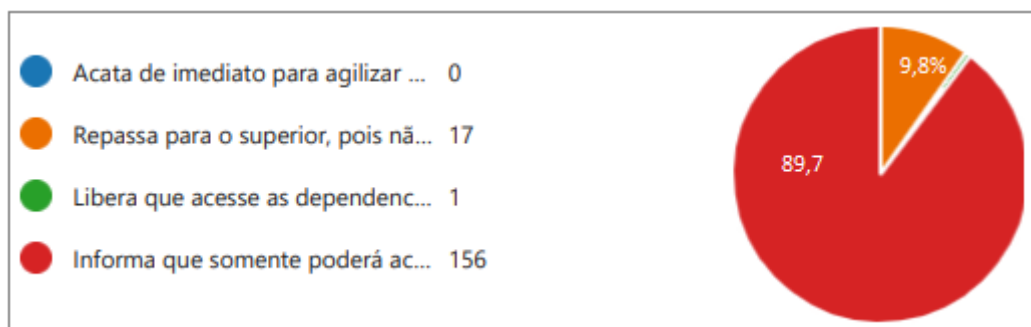 Acata de imediato para agilizar ... 0
Repassa para o superior, pois nã... 17
Libera que acesse as dependenc... 1
Informa que somente poderá ac... 156
9,8%
89,7